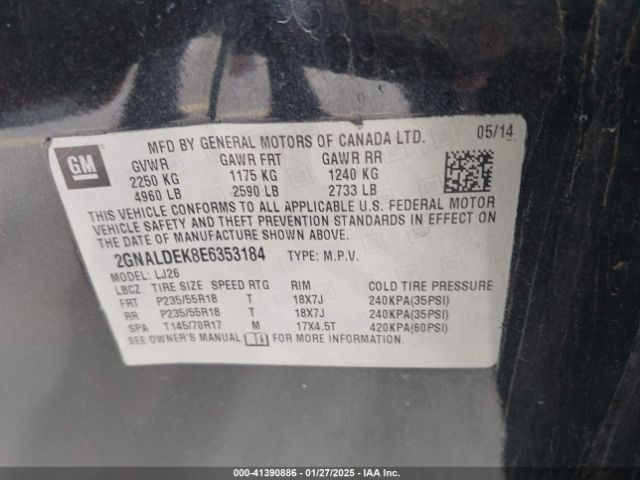 MFD BY GENERAL MOTORS OF CANADA LTD. 05/14
GM
GVWR GAWR FRT GAWR RR
2250 KG 1175 KG 1240 KG
4960 LB 2590 LB 2733 LB
THIS VEHICLE CONFORMS TO ALL APPLICABLE U.S. FEDERAL MOTOR
VEHICLE SAFETY AND THEFT PREVENTION STANDARDS IN EFFECT ON
THE DATE OF MANUFACTURE SHOWN ABOVE.
2GNALDEK8E6353184 TYPE: M.P.V.
MODEL: LJ26
LBCZ TIRE SIZE SPEED RTG RIM COLD TIRE PRESSURE
FRT P235/55R18 T 18X7J 240KPA(35PSI)
RR P235/55R18 T 18X7J 240KPA(35PSI)
SPA T145/70R17 M 17X4.5T 420KPA(60PSI)
SEE OWNER'S MANUAL FOR MORE INFORMATION
000-41390886 - 01/27/2025 - IAA Inc.